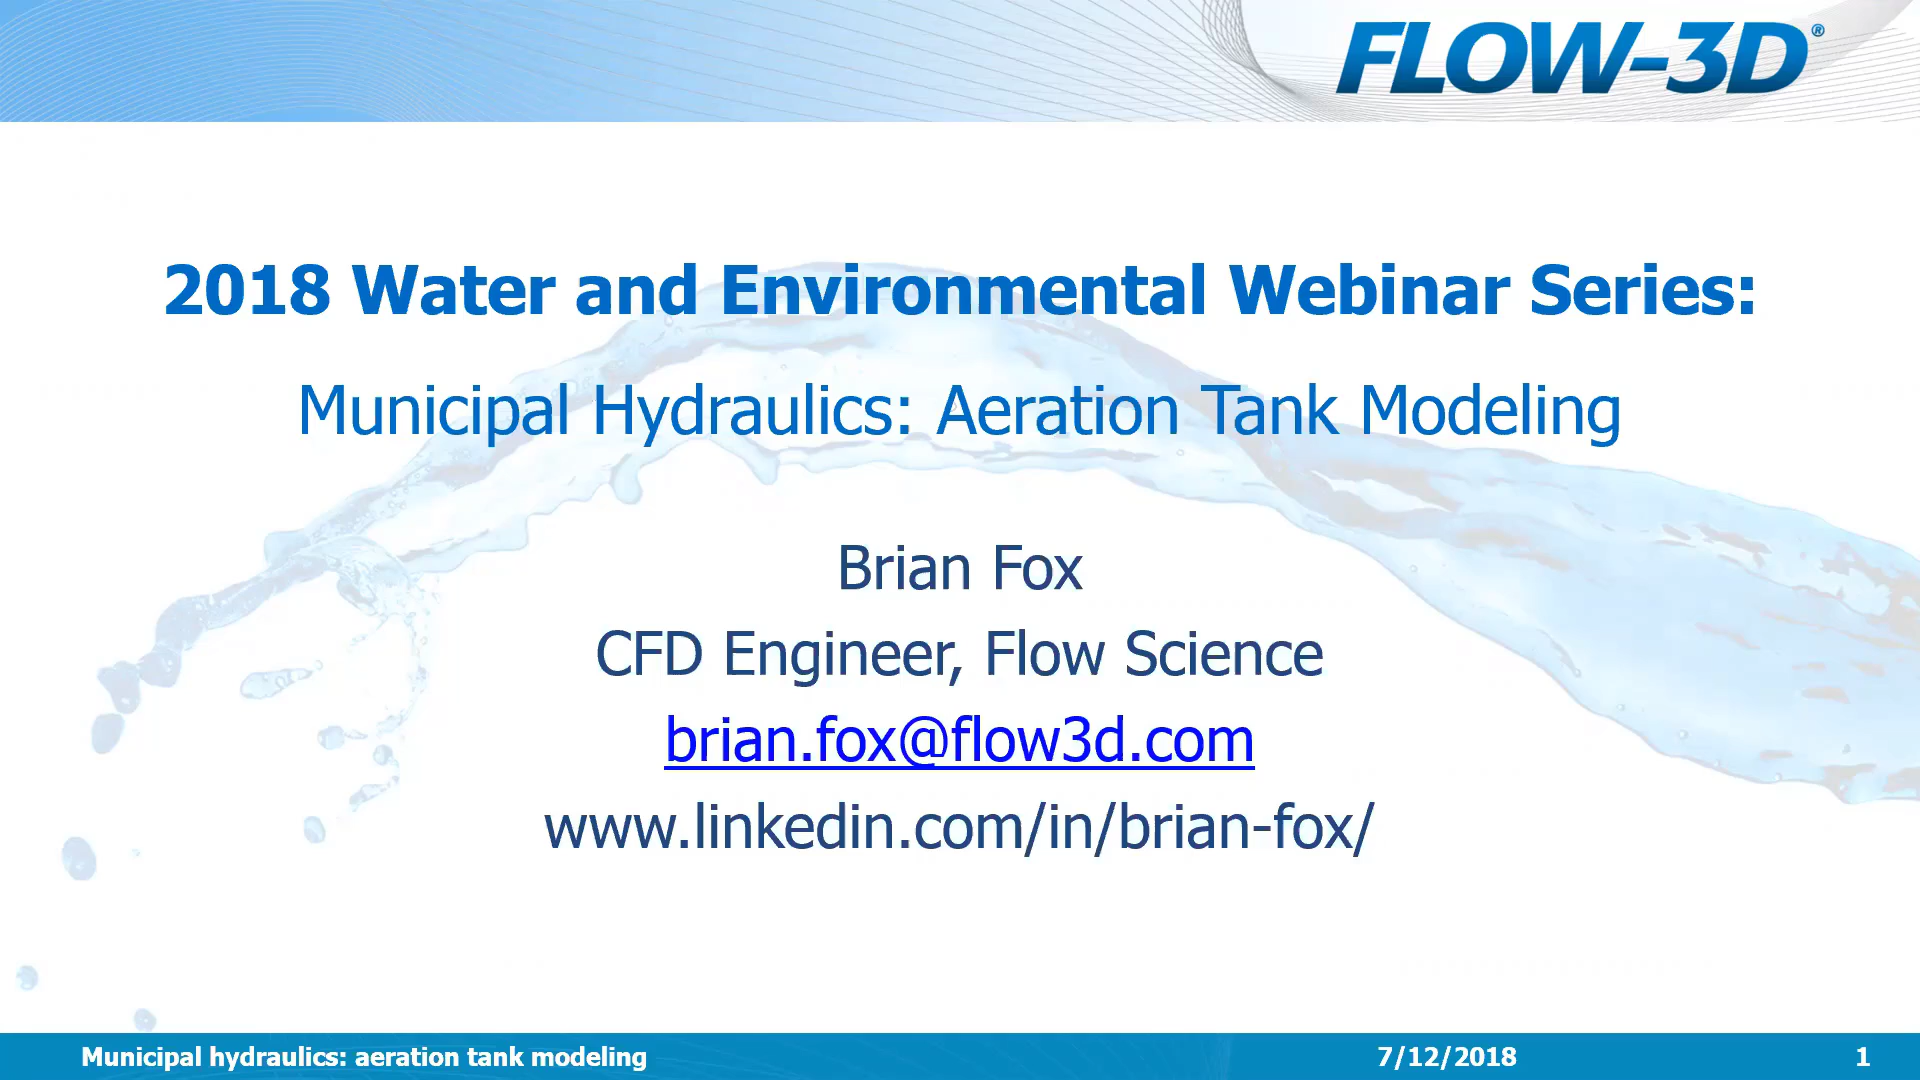 FLOW-3D®
2018 Water and Environmental Webinar Series:
Municipal Hydraulics: Aeration Tank Modeling
Brian Fox
CFD Engineer, Flow Science
brian.fox@flow3d.com
www.linkedin.com/in/brian-fox/
Municipal hydraulics: aeration tank modeling
7/12/2018
1